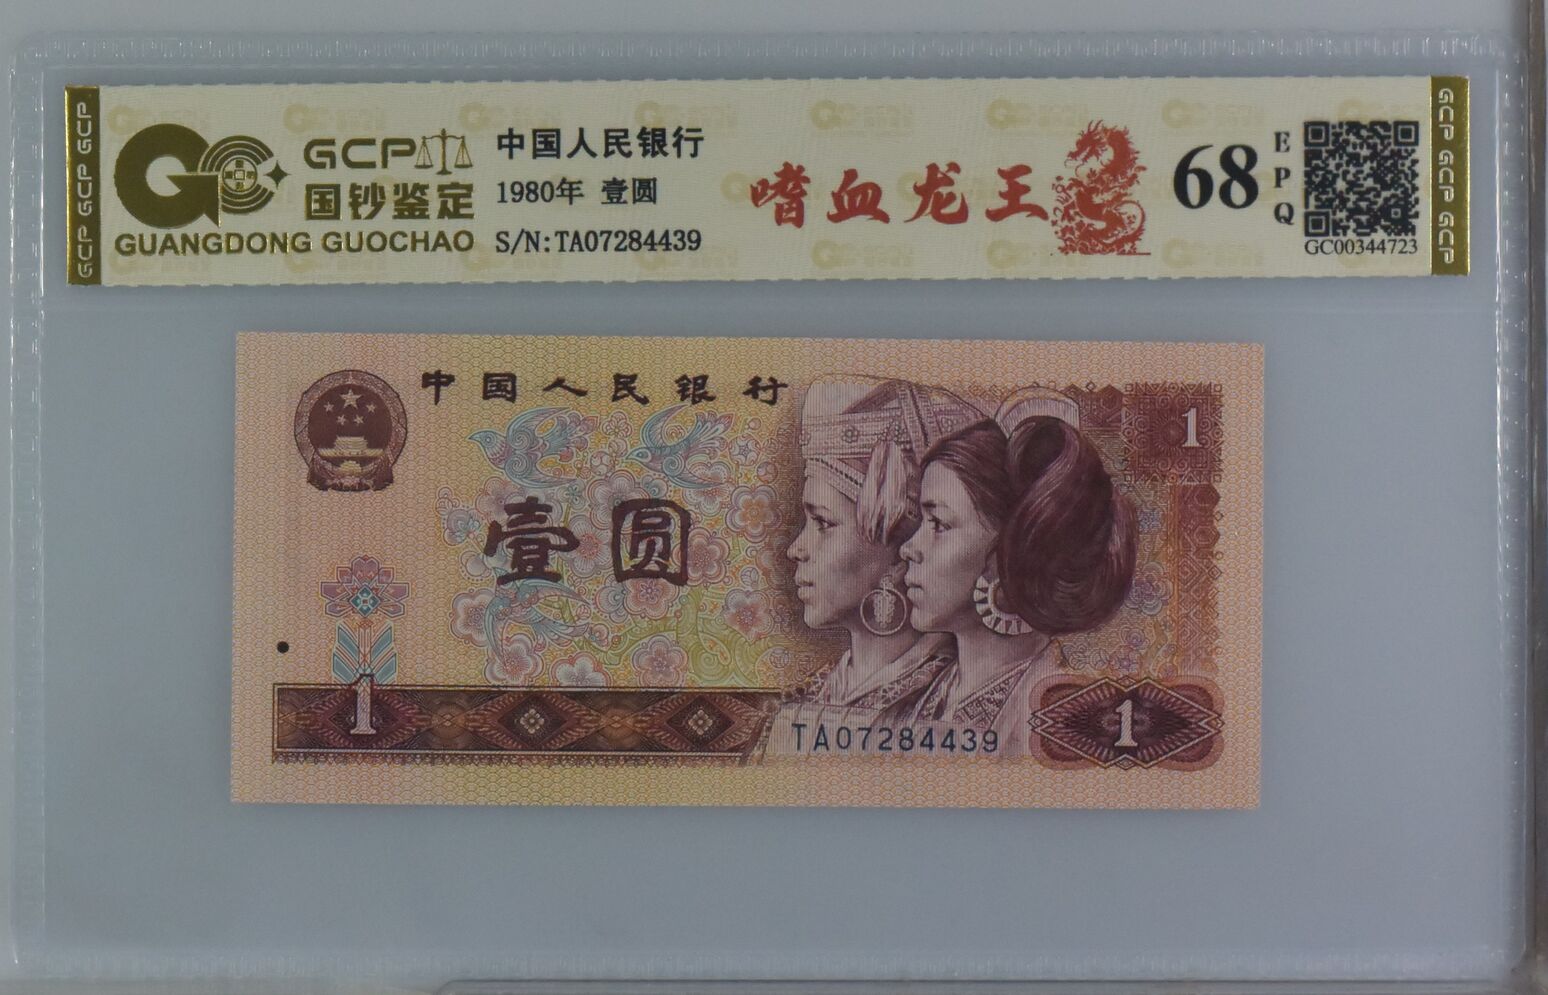 GCP GCP GCP
GCP
国钞鉴定
GUANGDONG GUOCHAO
中国人民银行
1980年 壹圆
S/N:TA07284439
嗜血龙王
68
EPQ
GC00344723
GCP GCP GCP
中国人民银行
1
壹圆
1
TA07284439
1